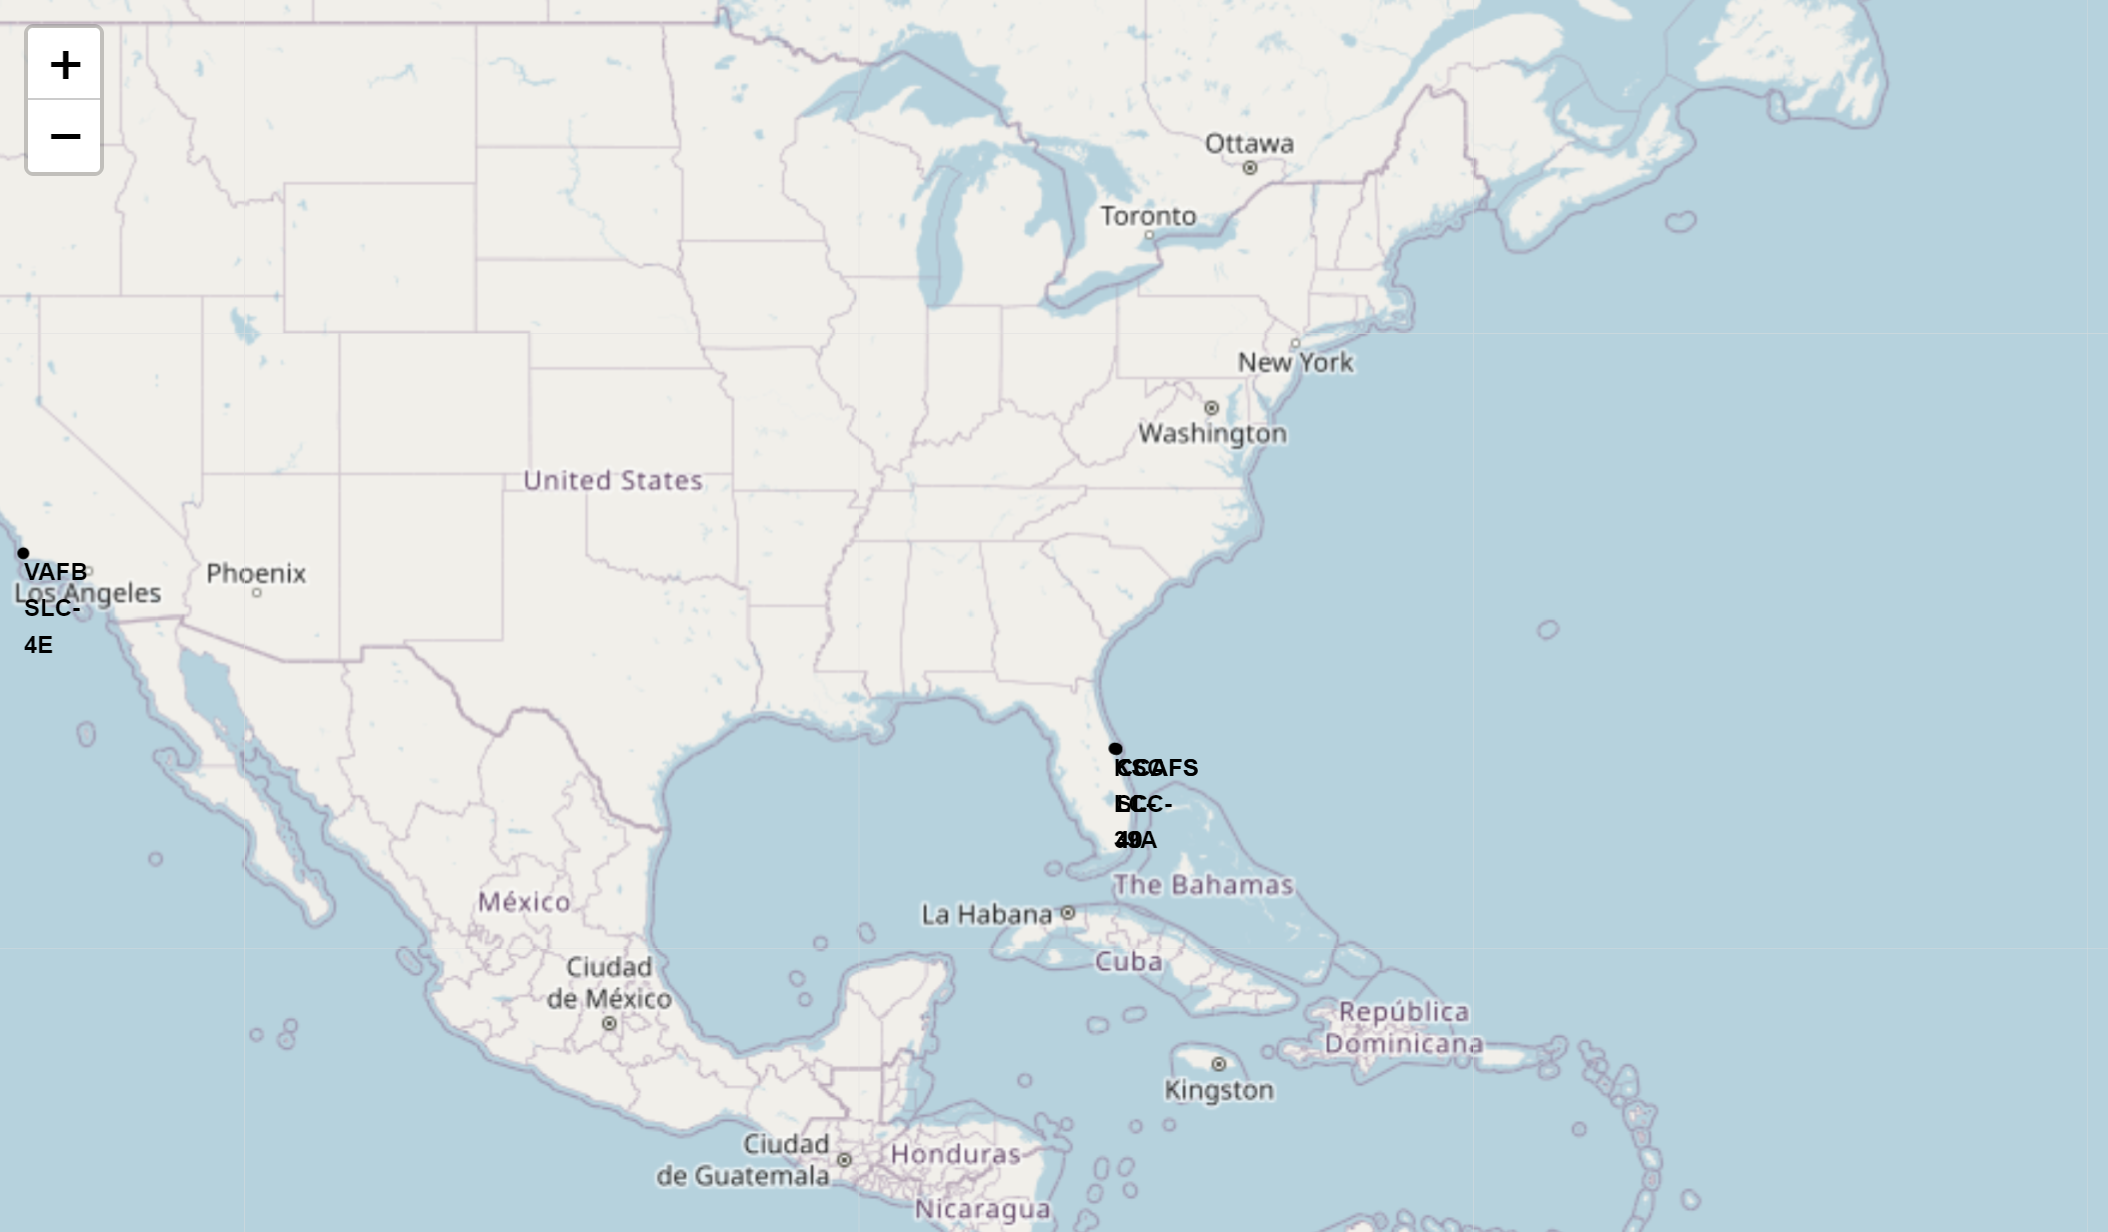 +
−
Ottawa
Toronto
New York
Washington
United States
Phoenix
VAFB
Los Angeles
SLC-
4E
The Bahamas
La Habana
México
Cuba
Ciudad
de México
República
Dominicana
Kingston
Ciudad
de Guatemala
Honduras
Nicaragua